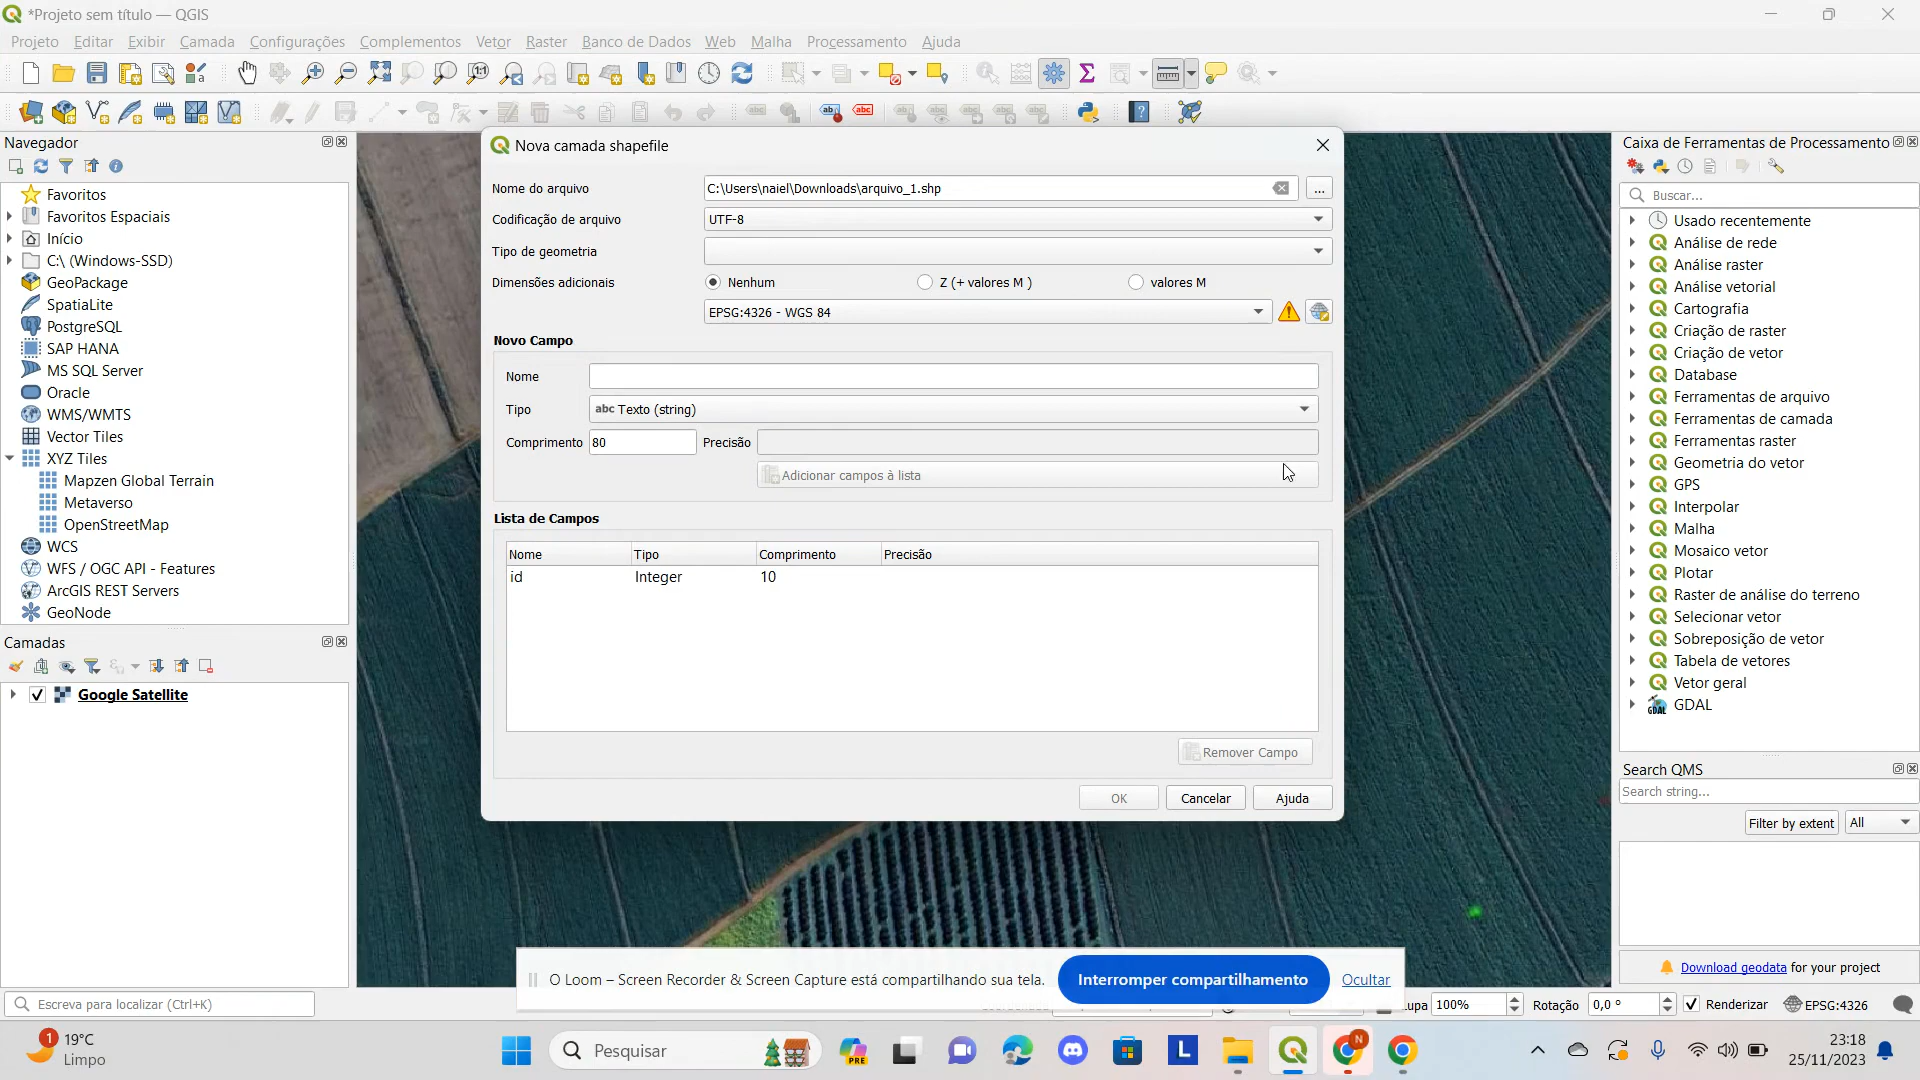 *Projeto sem título — QGIS
Projeto Editar Exibir Camada Configurações Complementos Vetor Raster Banco de Dados Web Malha Processamento Ajuda
Navegador
Favoritos
Favoritos Espaciais
Início
C:\ (Windows-SSD)
GeoPackage
SpatiaLite
PostgreSQL
SAP HANA
MS SQL Server
Oracle
WMS/WMTS
Vector Tiles
XYZ Tiles
Mapzen Global Terrain
Metaverso
OpenStreetMap
WCS
WFS / OGC API - Features
ArcGIS REST Servers
GeoNode
Camadas
Google Satellite
Escreva para localizar (Ctrl+K)
Nova camada shapefile
Nome do arquivo C:\Users\naiel\Downloads\arquivo_1.shp ...
Codificação de arquivo UTF-8
Tipo de geometria
Dimensões adicionais Nenhum Z (+ valores M ) valores M
EPSG:4326 - WGS 84
Novo Campo
Nome
Tipo abc Texto (string)
Comprimento 80 Precisão
Adicionar campos à lista
Lista de Campos
Nome Tipo Comprimento Precisão
id Integer 10
Remover Campo
OK Cancelar Ajuda
O Loom – Screen Recorder & Screen Capture está compartilhando sua tela. Interromper compartilhamento Ocultar
Caixa de Ferramentas de Processamento
Buscar...
Usado recentemente
Análise de rede
Análise raster
Análise vetorial
Cartografia
Criação de raster
Criação de vetor
Database
Ferramentas de arquivo
Ferramentas de camada
Ferramentas raster
Geometria do vetor
GPS
Interpolar
Malha
Mosaico vetor
Plotar
Raster de análise do terreno
Selecionar vetor
Sobreposição de vetor
Tabela de vetores
Vetor geral
GDAL
Search QMS
Search string...
Filter by extent All
Download geodata for your project
upa 100% Rotação 0,0 ° Renderizar EPSG:4326
1 19°C
Limpo
Pesquisar
PRE
L
N
23:18
25/11/2023